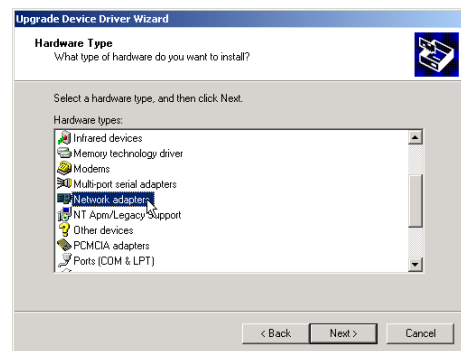 Upgrade Device Driver Wizard
Hardware Type
What type of hardware do you want to install?
Select a hardware type, and then click Next.
Hardware types:
Infrared devices
Memory technology driver
Modems
Multi-port serial adapters
Network adapters
NT Apm/Legacy Support
Other devices
PCMCIA adapters
Ports (COM & LPT)
< Back
Next >
Cancel